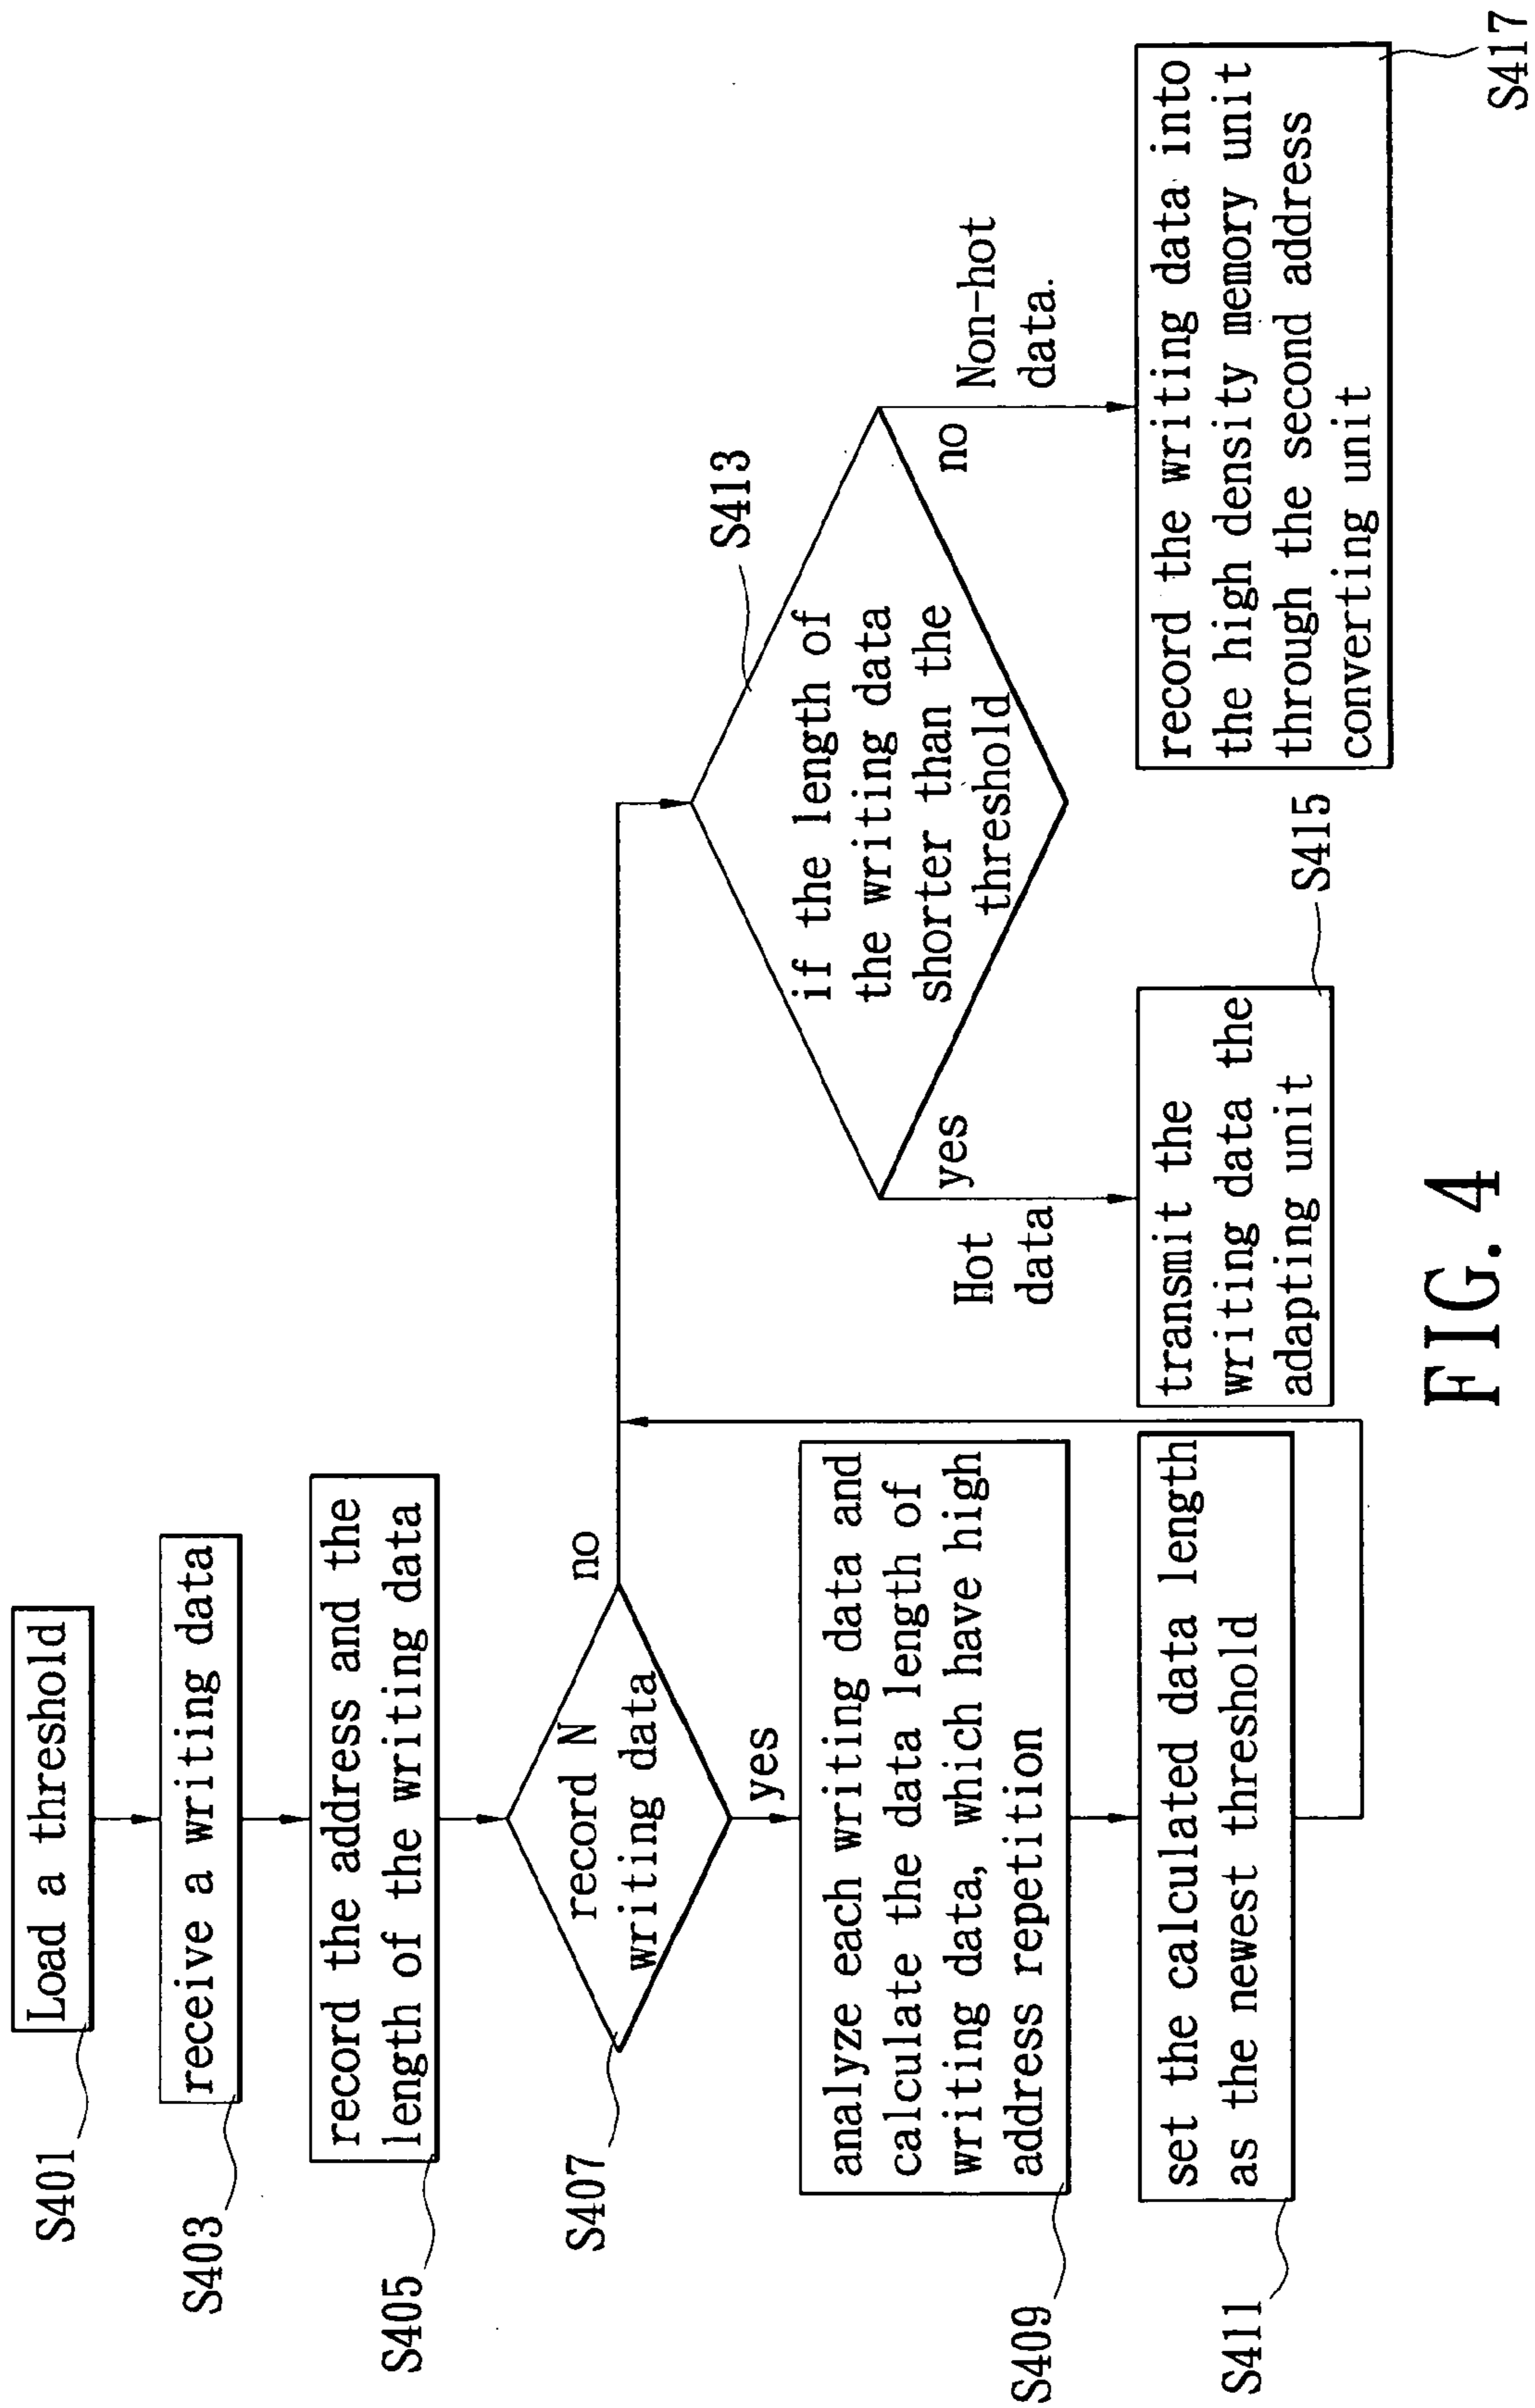 S401
Load a threshold
S403
receive a writing data
S405
record the address and the
length of the writing data
S407
record N
writing data
no
yes
S409
analyze each writing data and
calculate the data length of
writing data, which have high
address repetition
S411
set the calculated data length
as the newest threshold
S413
if the length of
the writing data
shorter than the
threshold
yes
Hot
data
no
Non-hot
data.
transmit the
writing data the
adapting unit
S415
record the writing data into
the high density memory unit
through the second address
converting unit
S417
FIG. 4